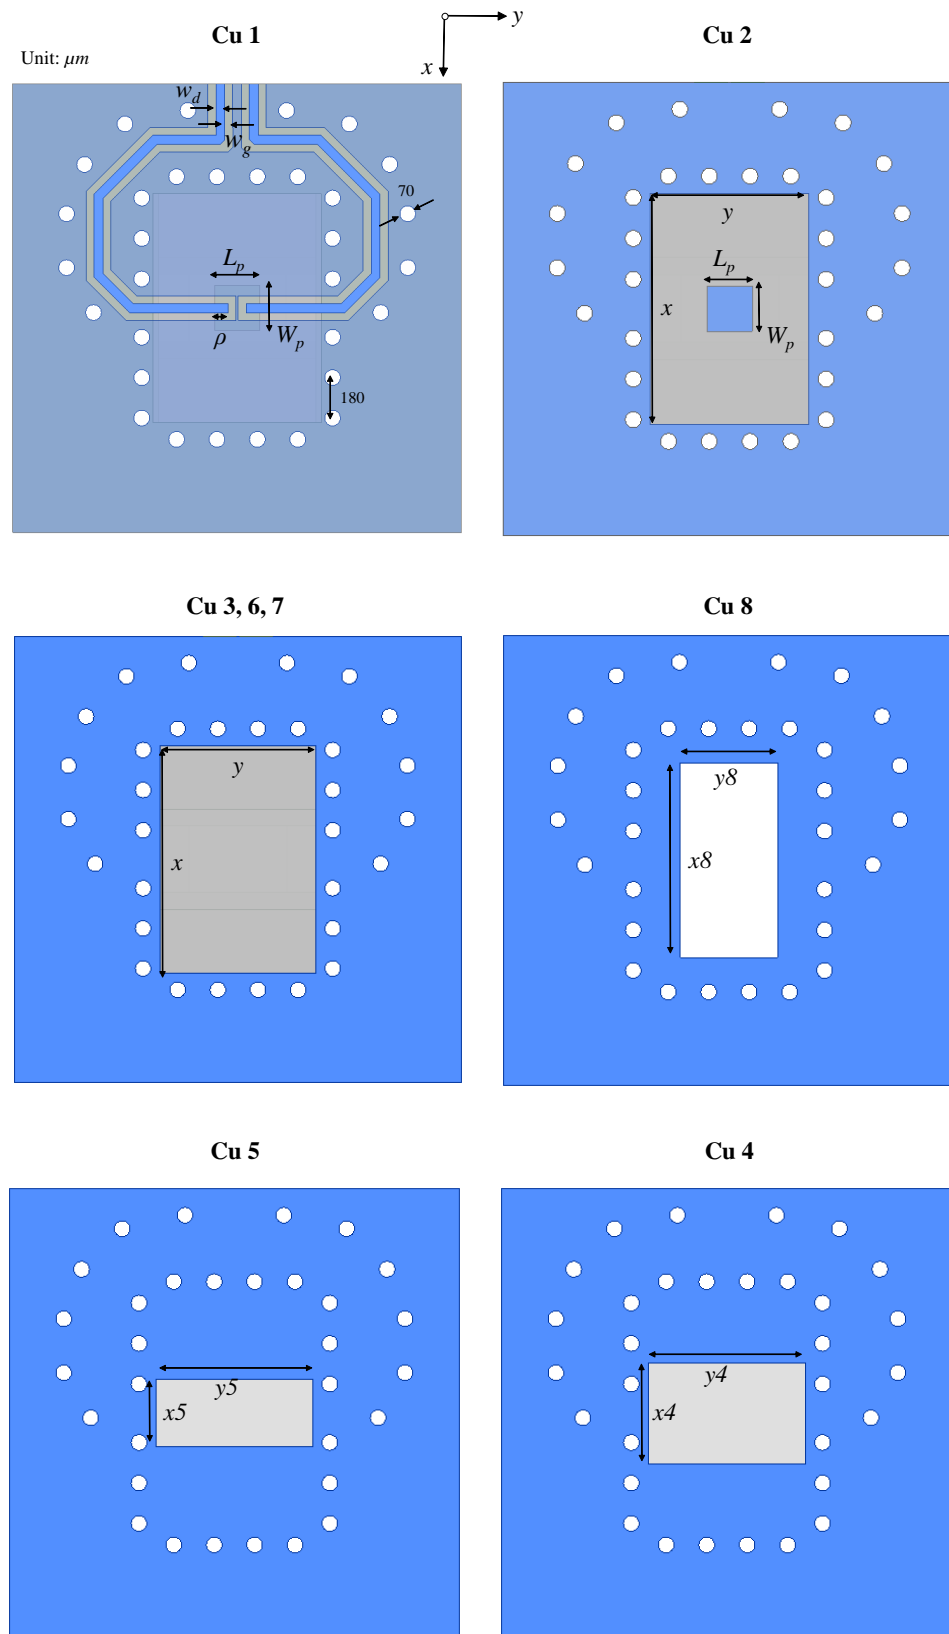 Cu 1
y
Cu 2
Unit: μm
x
w_d
w_g
70
L_p
W_p
ρ
180
y
L_p
x
W_p
Cu 3, 6, 7
Cu 8
y
x
y8
x8
Cu 5
Cu 4
y5
x5
y4
x4